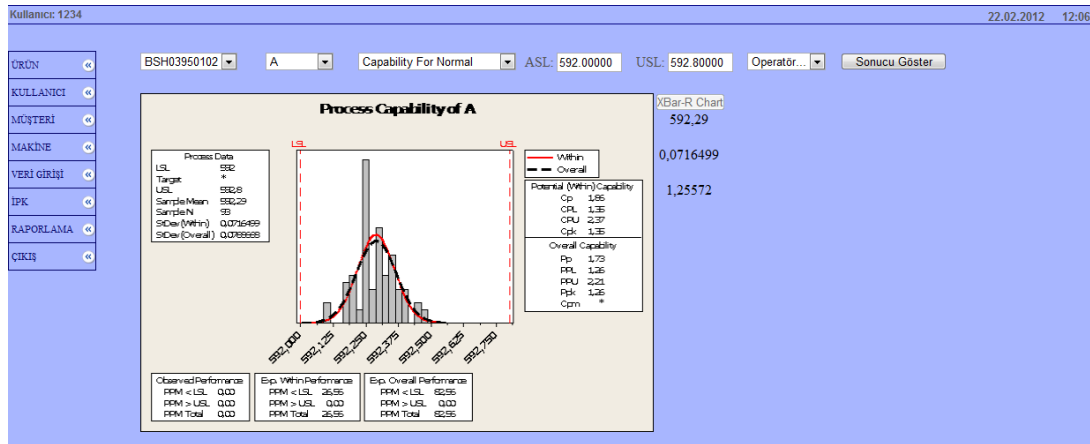 Kullanıcı: 1234
22.02.2012 12:06
ÜRÜN
KULLANICI
MÜŞTERİ
MAKİNE
VERİ GİRİŞİ
İPK
RAPORLAMA
ÇIKIŞ
BSH03950102 A Capability For Normal ASL: 592.00000 USL: 592.80000 Operatör... Sonucu Göster
Process Capability of A
LSL USL
Process Data
LSL 592
Target *
USL 592,8
Sample Mean 592,29
Sample N 93
StDev(Within) 0,0716499
StDev(Overall)
Within
Overall
Potential (Within) Capability
Cp 1,86
CPL 1,35
CPU 2,37
Cpk 1,35
Overall Capability
Pp 1,73
PPL 1,26
PPU 2,21
Ppk 1,26
Cpm *
592,000 592,125 592,250 592,375 592,500 592,625 592,750
Observed Performance
PPM < LSL 0,00
PPM > USL 0,00
PPM Total 0,00
Exp. Within Performance
PPM < LSL 26,56
PPM > USL 0,00
PPM Total 26,56
Exp. Overall Performance
PPM < LSL 82,56
PPM > USL 0,00
PPM Total 82,56
XBar-R Chart
592,29
0,0716499
1,25572